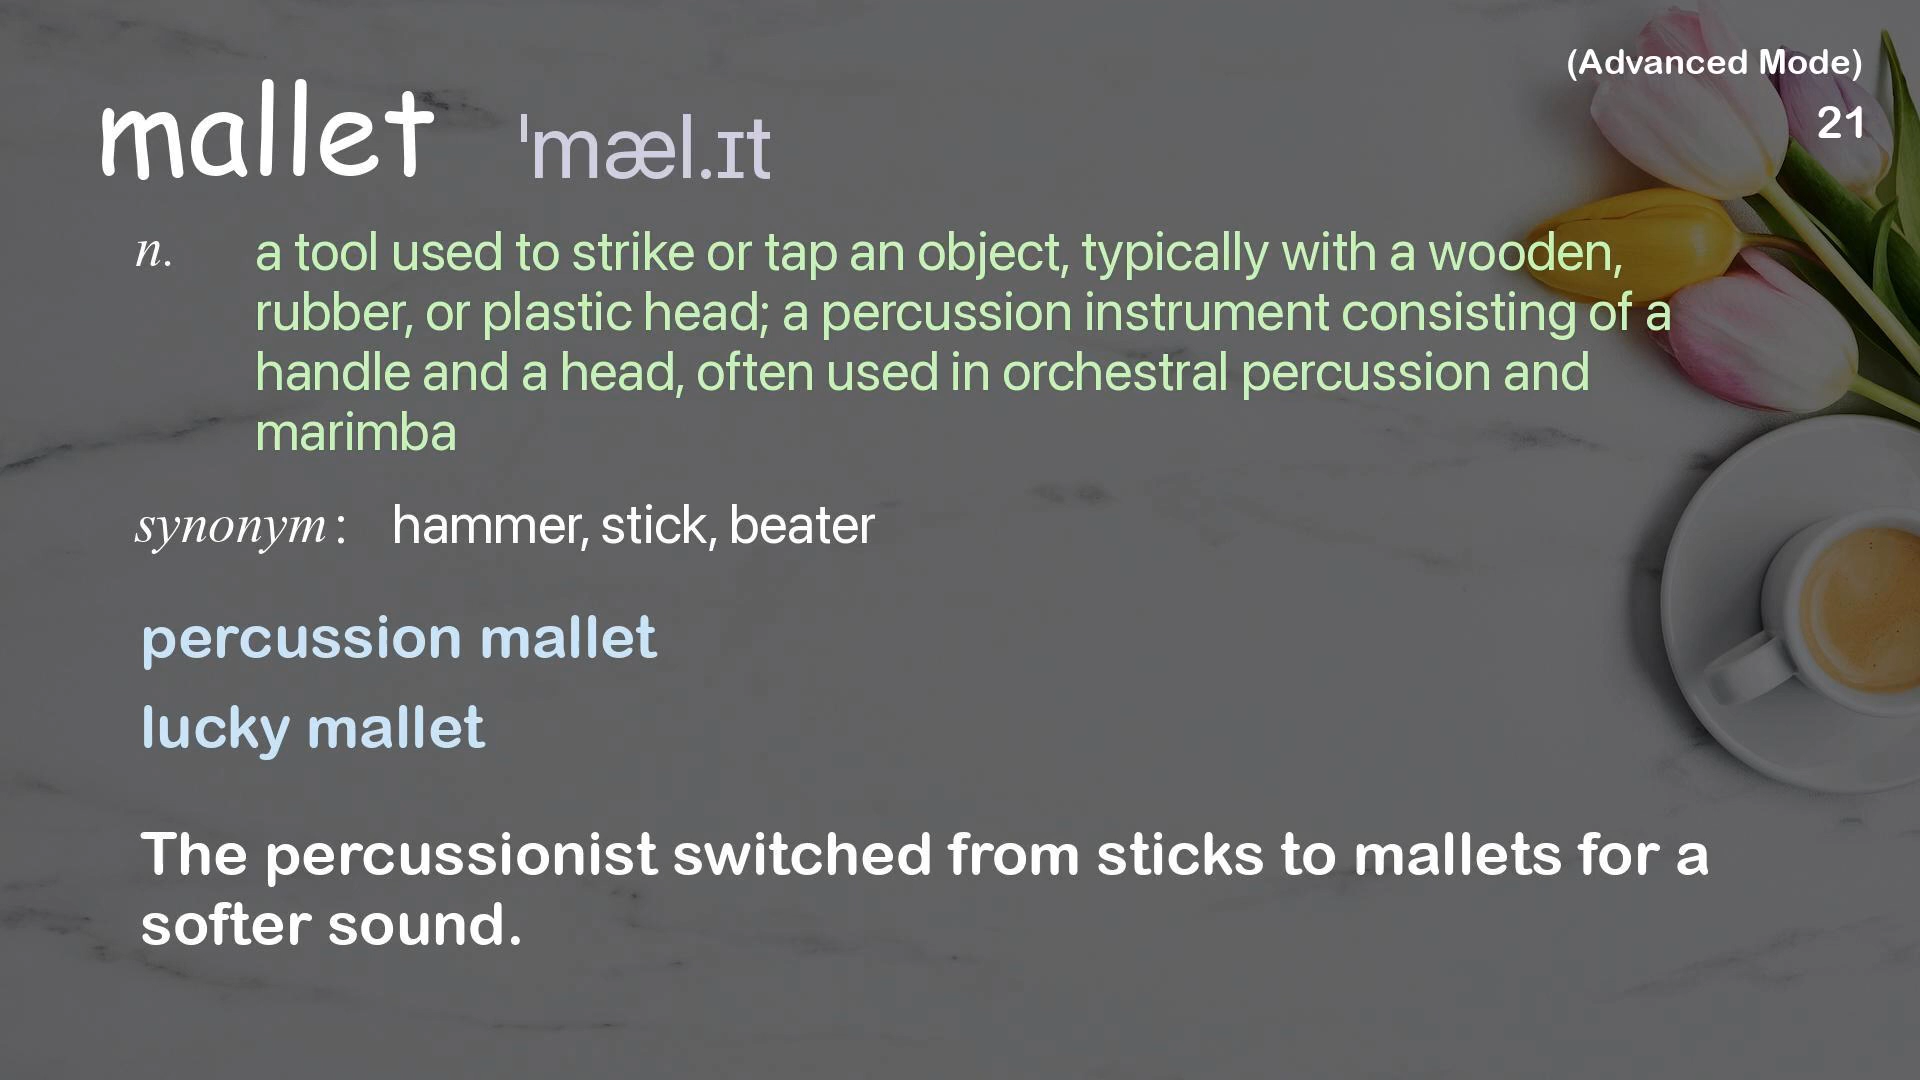 (Advanced Mode)
21
mallet ˈmæl.ɪt
n. a tool used to strike or tap an object, typically with a wooden,
rubber, or plastic head; a percussion instrument consisting of a
handle and a head, often used in orchestral percussion and
marimba
synonym: hammer, stick, beater
percussion mallet
lucky mallet
The percussionist switched from sticks to mallets for a
softer sound.